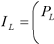 I_L = (P_L